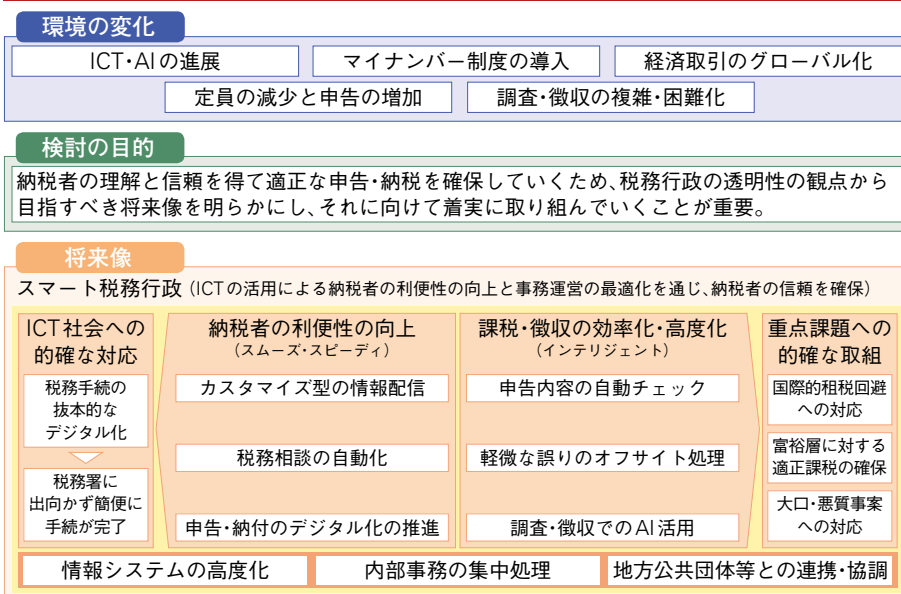 環境の変化
ICT・AIの進展
マイナンバー制度の導入
経済取引のグローバル化
定員の減少と申告の増加
調査・徴収の複雑・困難化
検討の目的
納税者の理解と信頼を得て適正な申告・納税を確保していくため、税務行政の透明性の観点から
目指すべき将来像を明らかにし、それに向けて着実に取り組んでいくことが重要。
将来像
スマート税務行政（ICTの活用による納税者の利便性の向上と事務運営の最適化を通じ、納税者の信頼を確保）
ICT社会への
的確な対応
税務手続の
抜本的な
デジタル化
税務署に
出向かず簡便に
手続が完了
納税者の利便性の向上
（スムーズ・スピーディ）
カスタマイズ型の情報配信
税務相談の自動化
申告・納付のデジタル化の推進
課税・徴収の効率化・高度化
（インテリジェント）
申告内容の自動チェック
軽微な誤りのオフサイト処理
調査・徴収でのAI活用
重点課題への
的確な取組
国際的租税回避
への対応
富裕層に対する
適正課税の確保
大口・悪質事案
への対応
情報システムの高度化
内部事務の集中処理
地方公共団体等との連携・協調